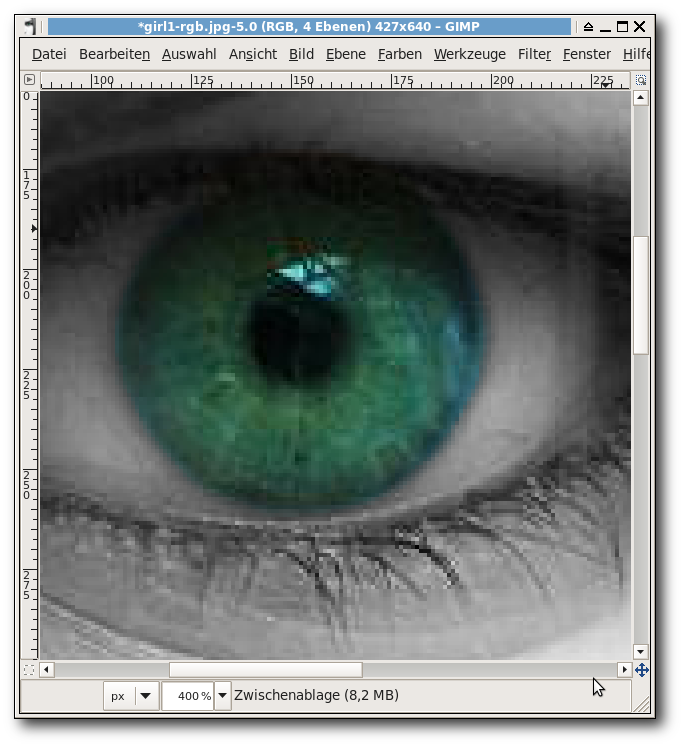 *girl1-rgb.jpg-5.0 (RGB, 4 Ebenen) 427x640 – GIMP
Datei Bearbeiten Auswahl Ansicht Bild Ebene Farben Werkzeuge Filter Fenster Hilfe
100 125 150 175 200 225
0
175
200
225
250
275
px 400 % Zwischenablage (8,2 MB)